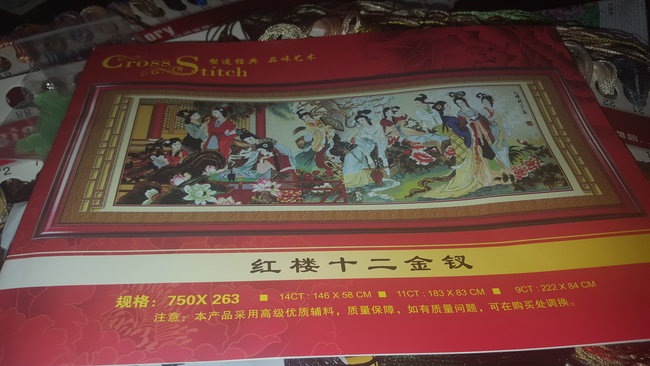 Cross Stitch
塑造经典 品味艺术
红楼十二金钗
规格：750X 263 ■ 14CT : 146 X 58 CM ■ 11CT : 183 X 83 CM ■ 9CT : 222 X 84 CM
注意：本产品采用高级优质辅料，质量保障，如有质量问题，可在购买处调换。